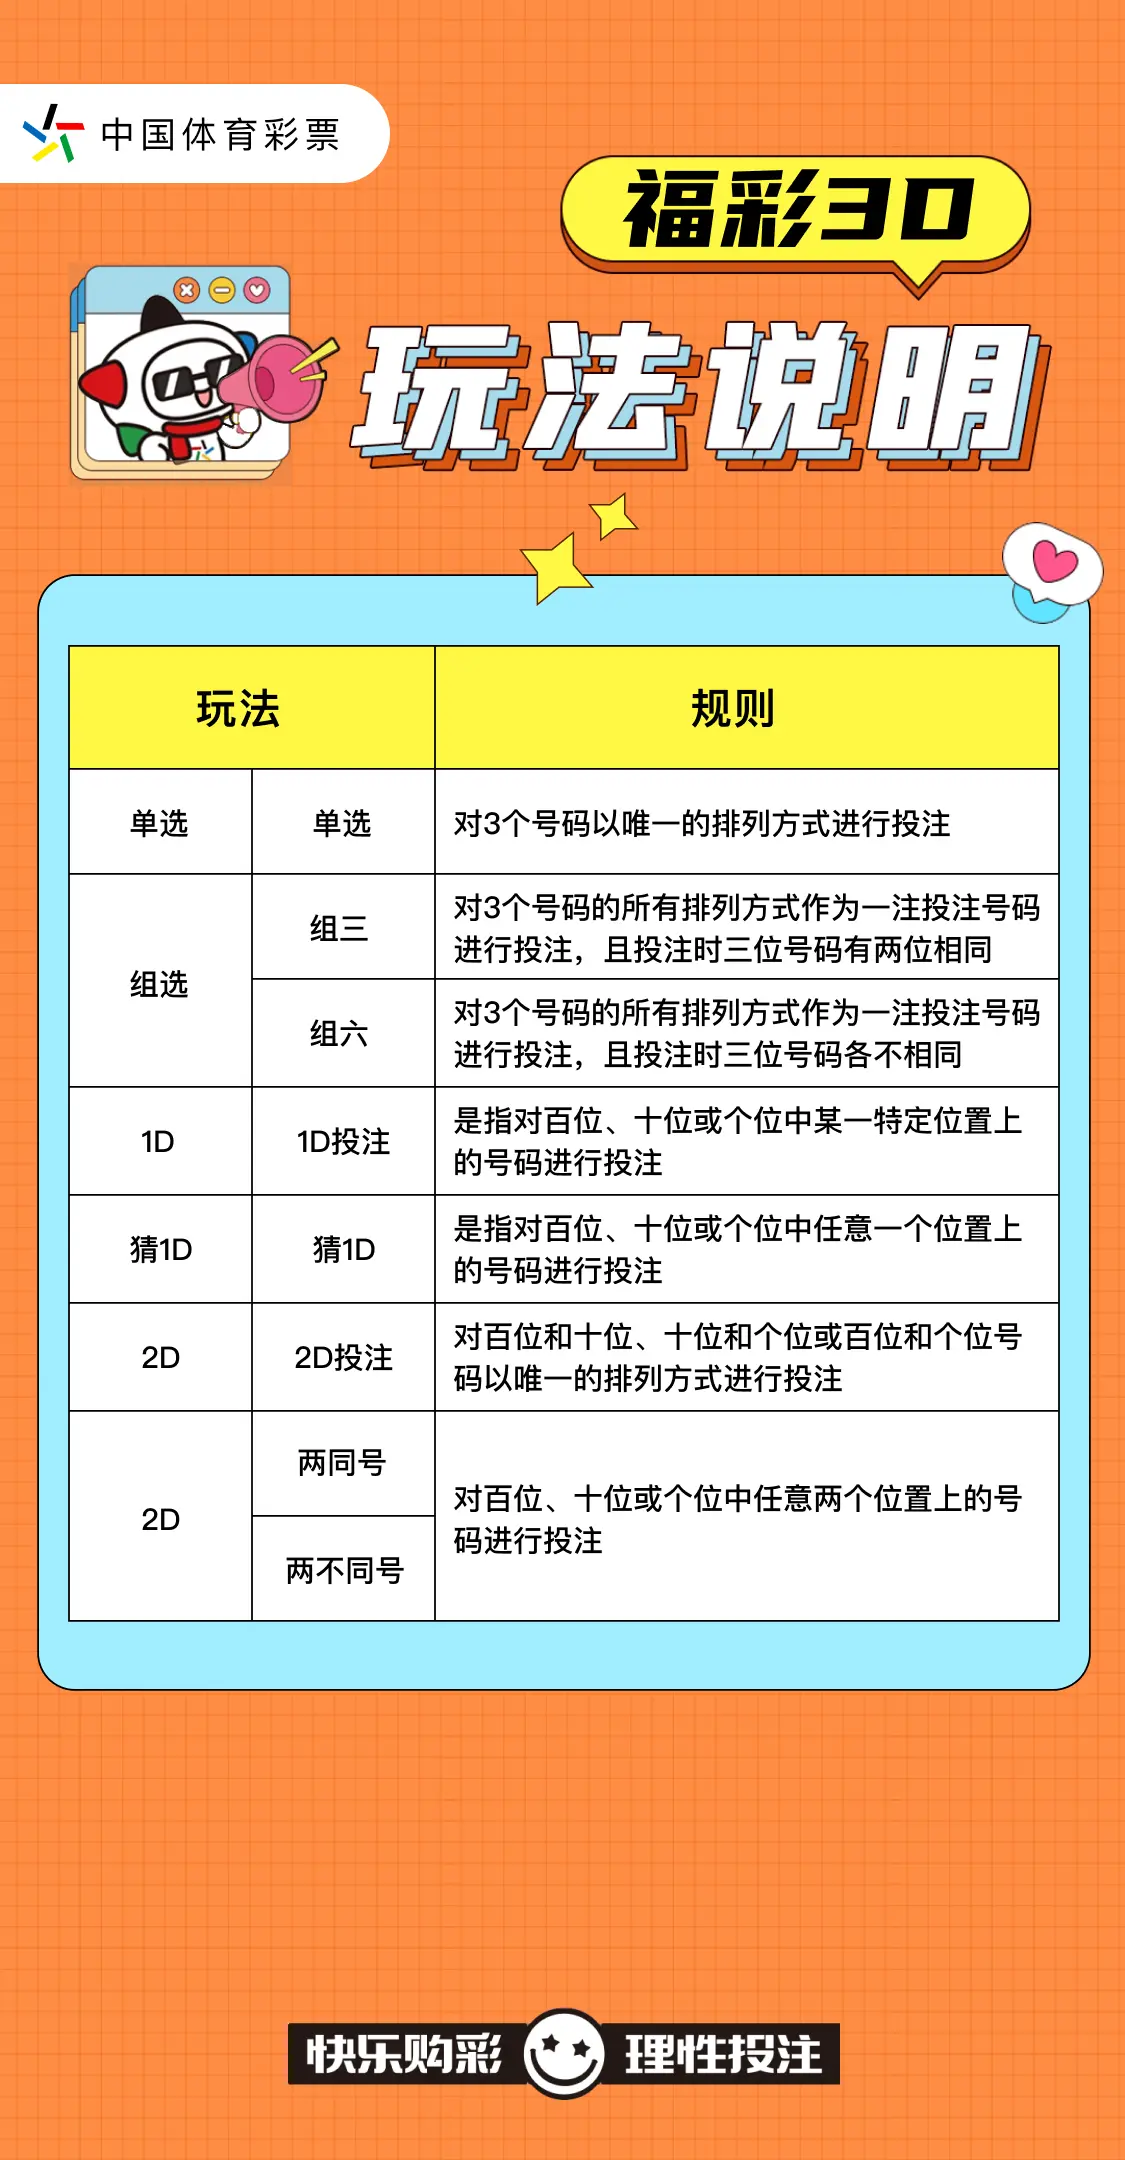 中国体育彩票
福彩3D
玩法说明
玩法
规则
单选
单选
对3个号码以唯一的排列方式进行投注
组选
组三
对3个号码的所有排列方式作为一注投注号码
进行投注，且投注时三位号码有两位相同
组六
对3个号码的所有排列方式作为一注投注号码
进行投注，且投注时三位号码各不相同
1D
1D投注
是指对百位、十位或个位中某一特定位置上
的号码进行投注
猜1D
猜1D
是指对百位、十位或个位中任意一个位置上
的号码进行投注
2D
2D投注
对百位和十位、十位和个位或百位和个位号
码以唯一的排列方式进行投注
2D
两同号
两不同号
对百位、十位或个位中任意两个位置上的号
码进行投注
快乐购彩
理性投注